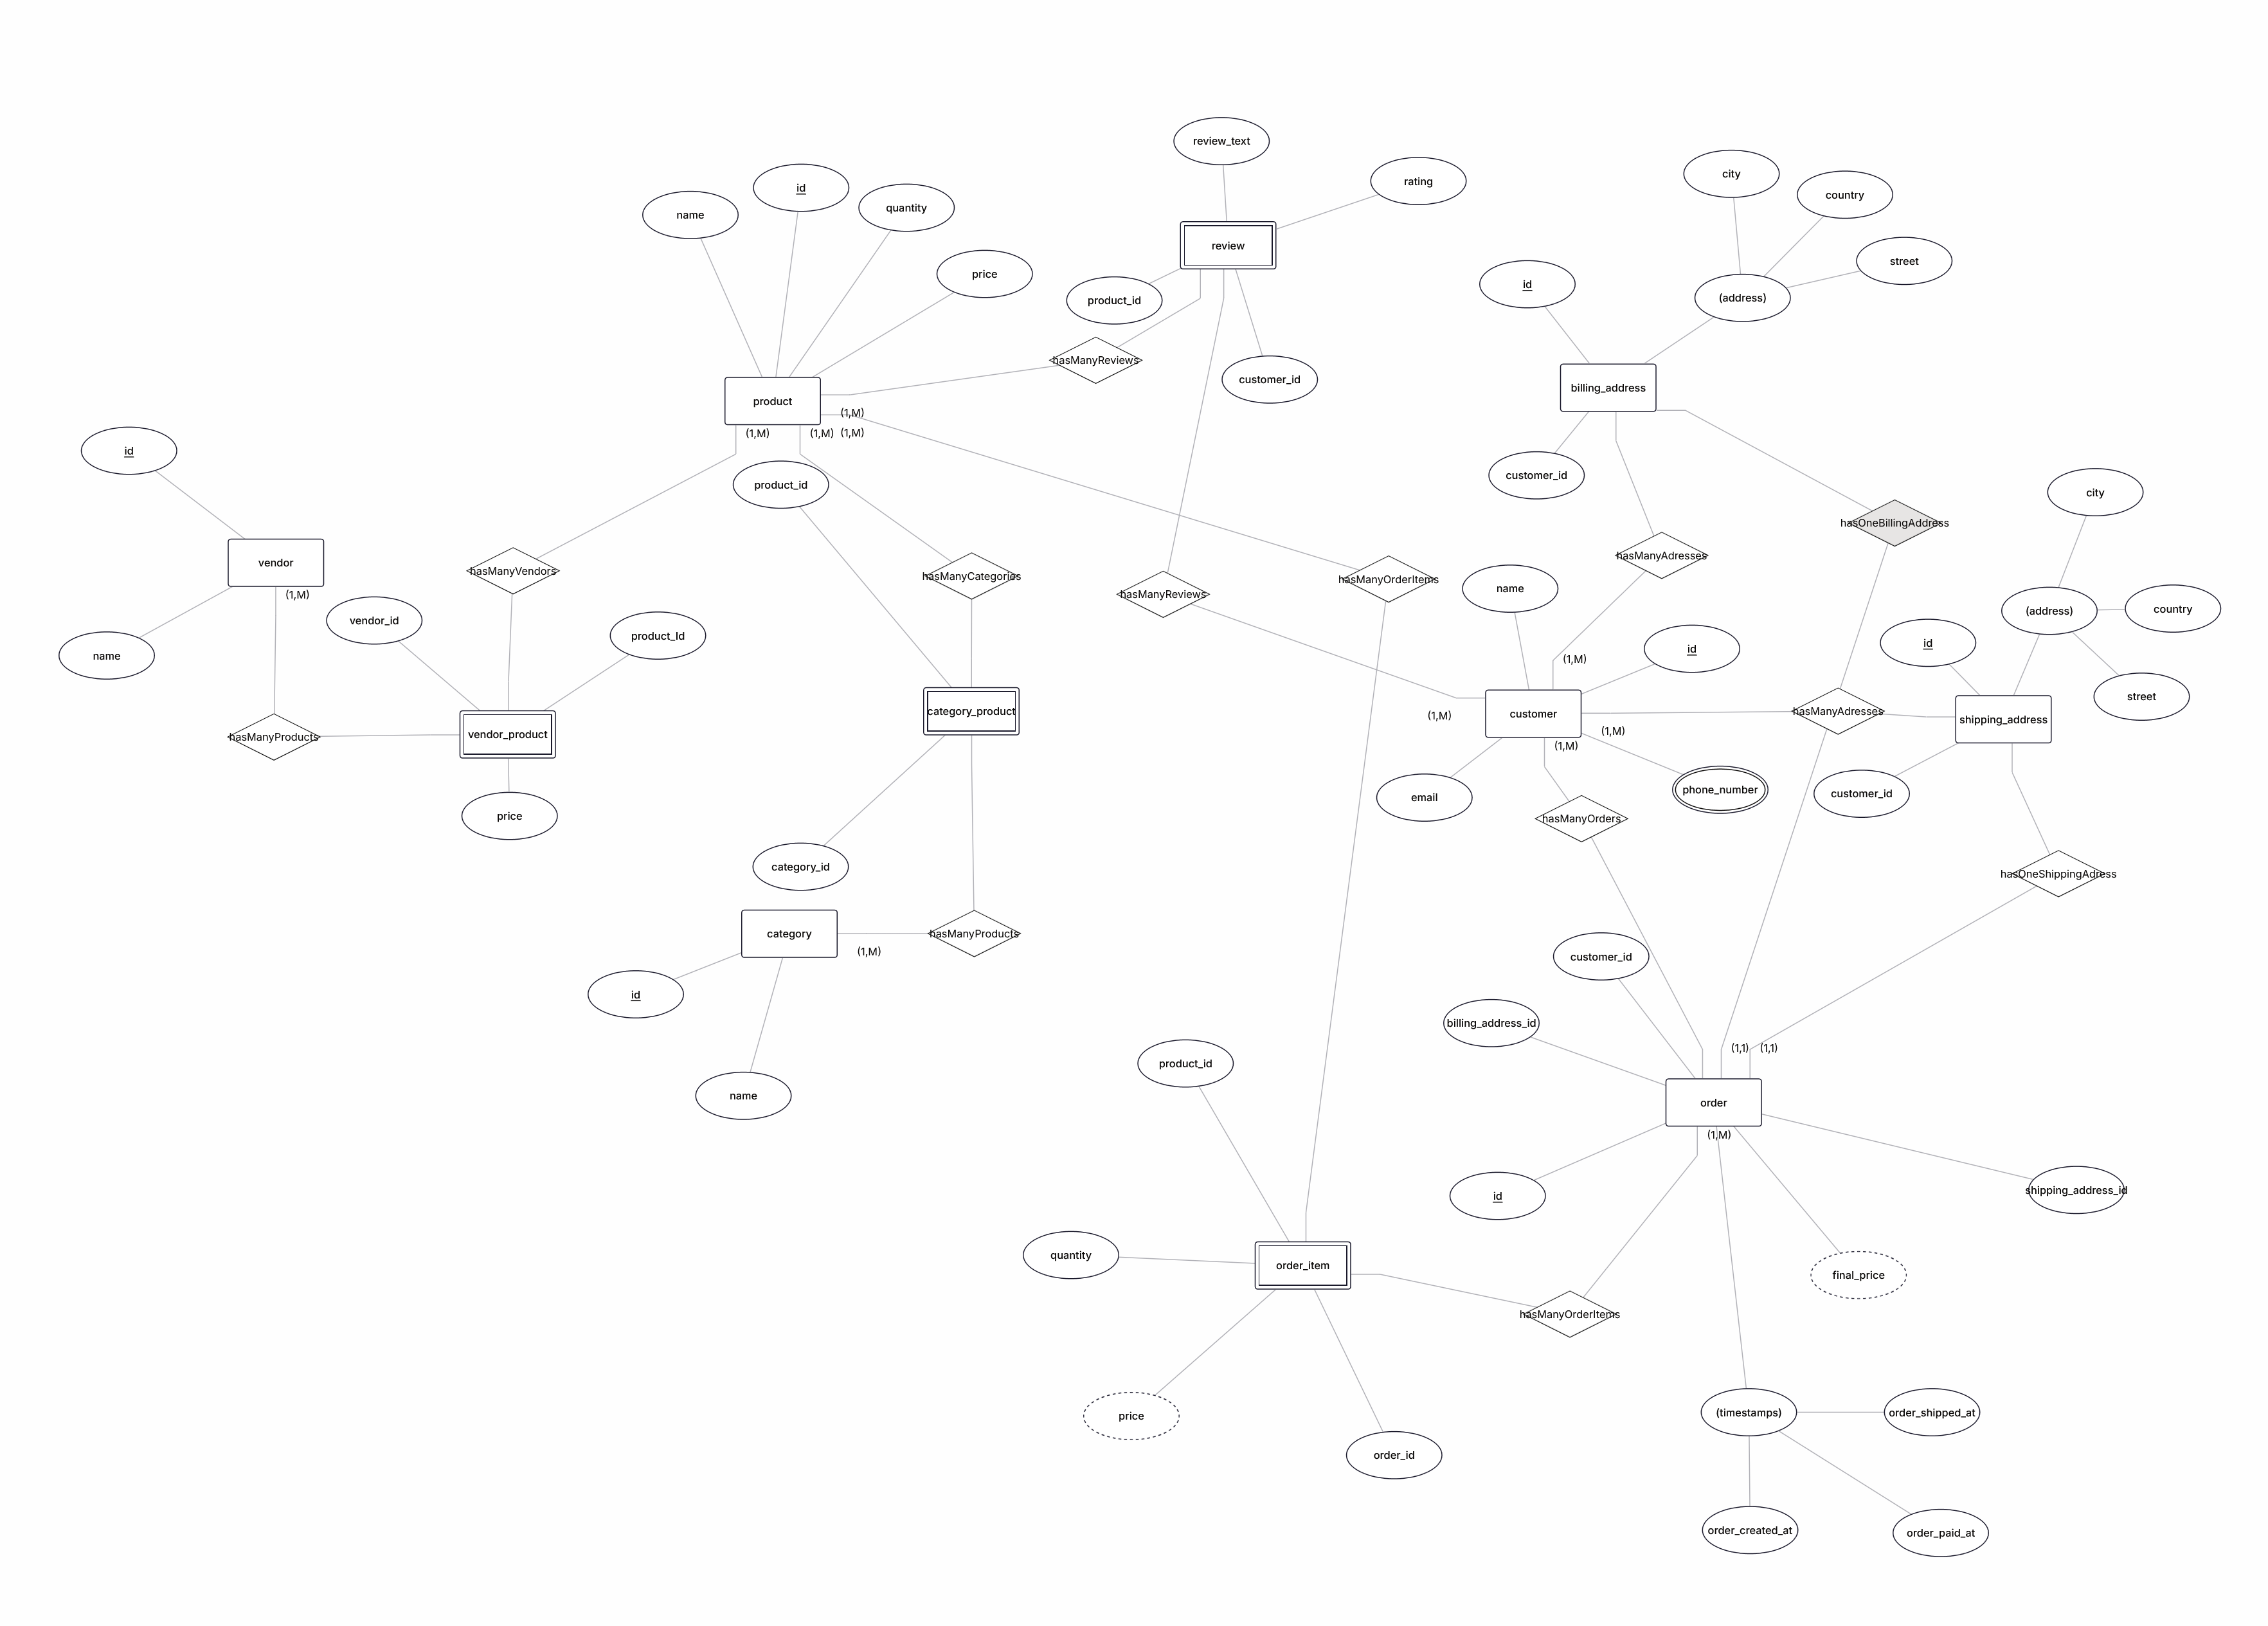 review_text
city
rating
id
country
quantity
name
review
street
price
id
product_id
(address)
hasManyReviews
customer_id
billing_address
product
(1,M)
(1,M)
(1,M)
(1,M)
id
customer_id
product_id
city
hasOneBillingAddress
hasManyAdresses
vendor
hasManyVendors
hasManyCategories
hasManyOrderItems
name
hasManyReviews
(1,M)
country
(address)
vendor_id
product_Id
id
id
name
(1,M)
street
category_product
customer
hasManyAdresses
(1,M)
shipping_address
(1,M)
vendor_product
hasManyProducts
(1,M)
phone_number
customer_id
email
price
hasManyOrders
category_id
hasOneShippingAdress
category
hasManyProducts
(1,M)
customer_id
id
billing_address_id
(1,1)
(1,1)
product_id
name
order
(1,M)
shipping_address_id
id
quantity
order_item
final_price
hasManyOrderItems
(timestamps)
order_shipped_at
price
order_id
order_created_at
order_paid_at